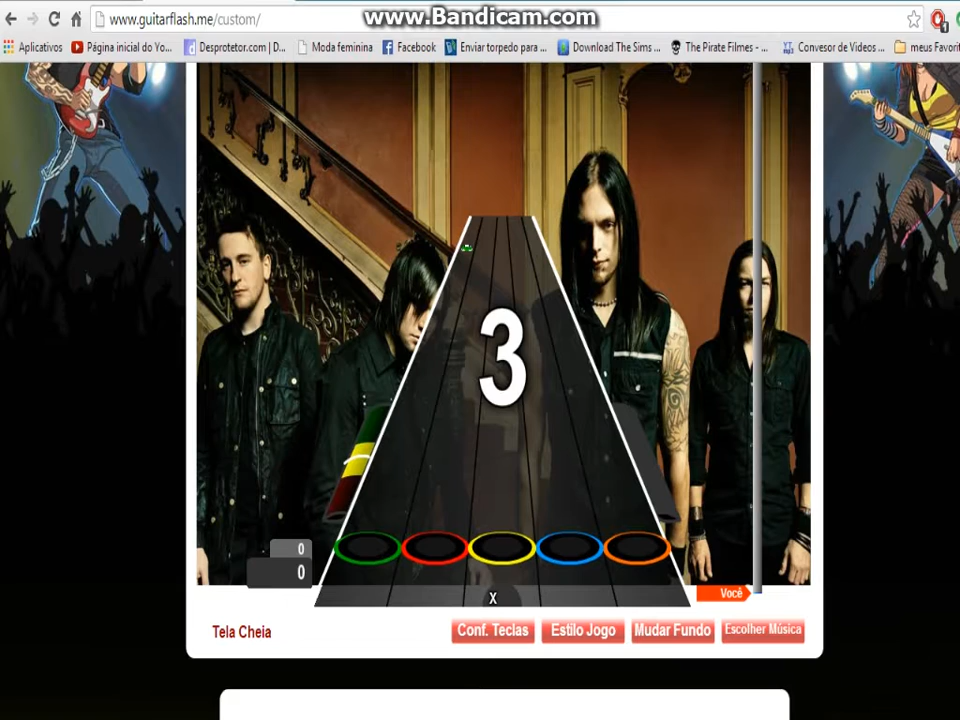 www.guitarflash.me/custom/
www.Bandicam.com
1
Aplicativos
Página inicial do Yo...
Desprotetor.com | D...
Moda feminina
Facebook
Enviar torpedo para ...
Download The Sims ...
The Pirate Filmes - ...
Convesor de Videos ...
meus Favorit
3
0
0
X
Você
Tela Cheia
Conf. Teclas
Estilo Jogo
Mudar Fundo
Escolher Música